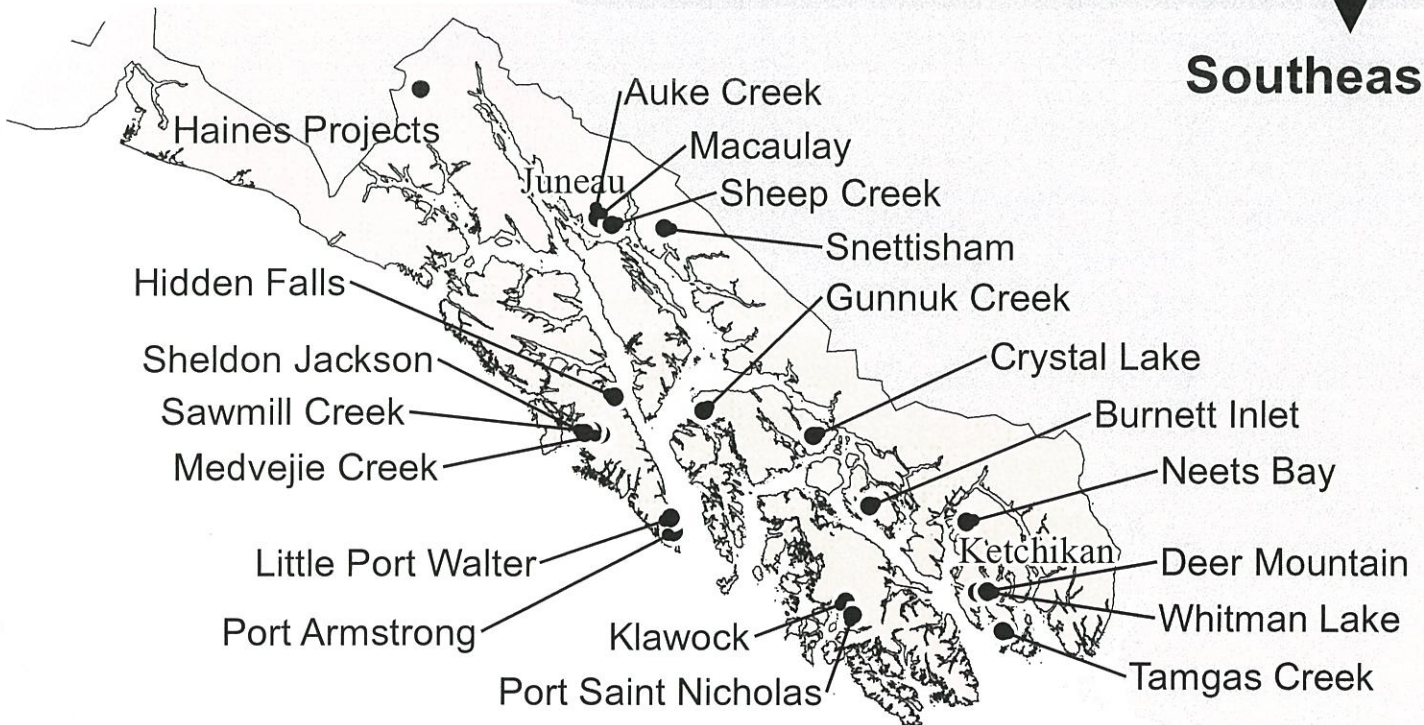 Southeas
Auke Creek
Haines Projects
Macaulay
Juneau
Sheep Creek
Snettisham
Hidden Falls
Gunnuk Creek
Sheldon Jackson
Crystal Lake
Sawmill Creek
Burnett Inlet
Medvejie Creek
Neets Bay
Little Port Walter
Ketchikan
Deer Mountain
Port Armstrong
Klawock
Whitman Lake
Port Saint Nicholas
Tamgas Creek